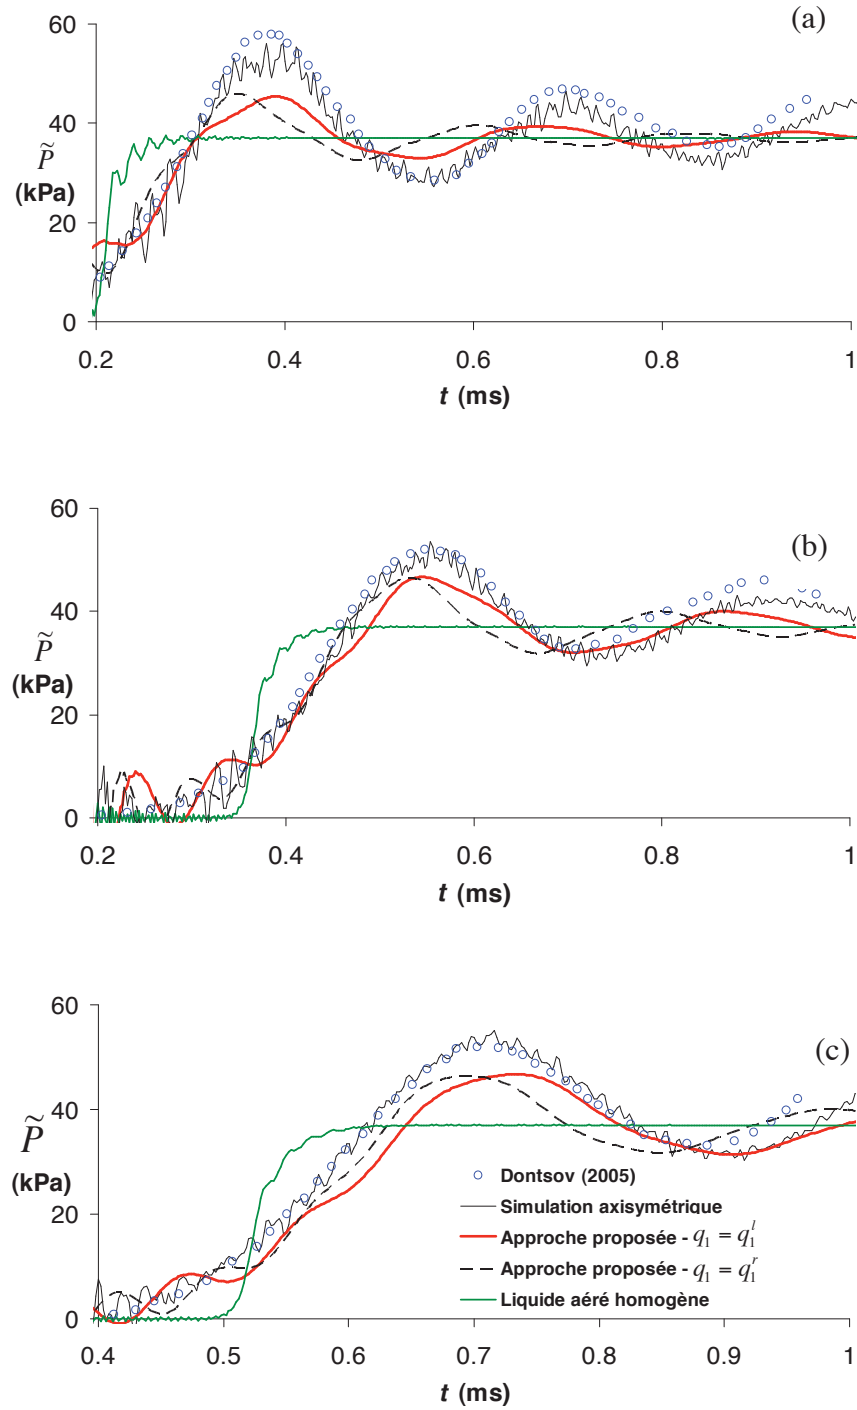 (a)
60
40
P̃
(kPa)
20
0
0.2 0.4 0.6 0.8 1
t (ms)
60
(b)
40
P̃
(kPa)
20
0
0.2 0.4 0.6 0.8 1
t (ms)
60
(c)
40
P̃
(kPa)
20
0
Dontsov (2005)
Simulation axisymétrique
Approche proposée - q₁ = q₁ˡ
Approche proposée - q₁ = q₁ʳ
Liquide aéré homogène
0.4 0.5 0.6 0.7 0.8 0.9 1
t (ms)